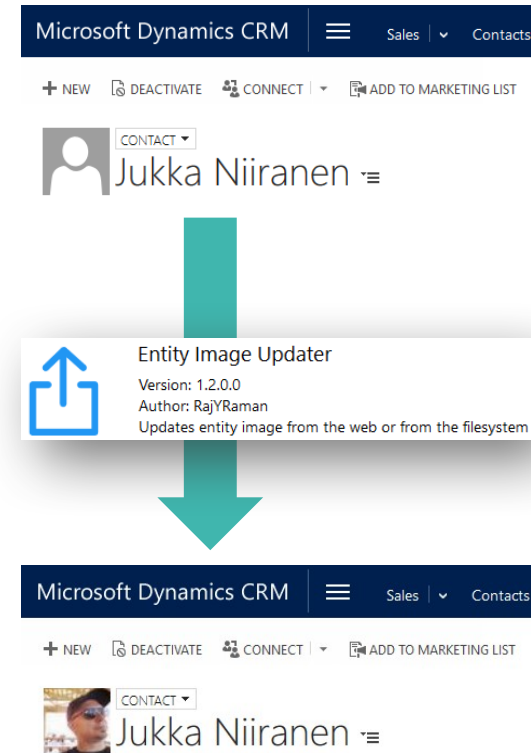 Microsoft Dynamics CRM Sales Contacts
NEW DEACTIVATE CONNECT ADD TO MARKETING LIST
CONTACT
Jukka Niiranen
Entity Image Updater
Version: 1.2.0.0
Author: RajYRaman
Updates entity image from the web or from the filesystem
Microsoft Dynamics CRM Sales Contacts
NEW DEACTIVATE CONNECT ADD TO MARKETING LIST
CONTACT
Jukka Niiranen